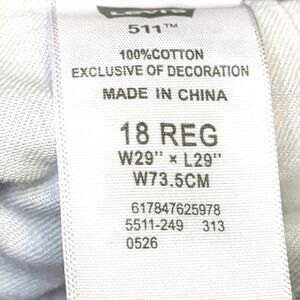 Levi's
511™
100%COTTON
EXCLUSIVE OF DECORATION
MADE IN CHINA
18 REG
W29" × L29"
W73.5CM
617847625978
5511-249 313
0526